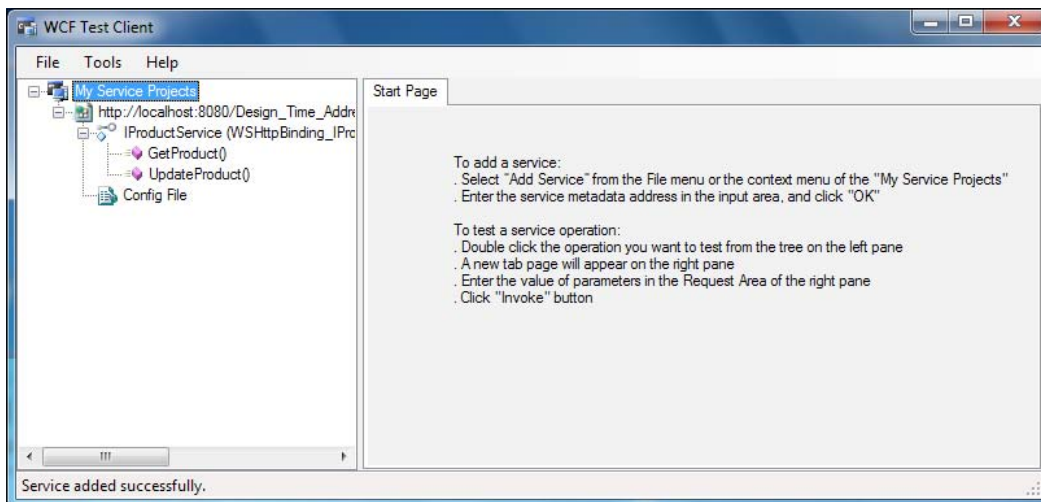 WCF Test Client
File Tools Help
My Service Projects
http://localhost:8080/Design_Time_Addre
IProductService (WSHttpBinding_IPro
GetProduct()
UpdateProduct()
Config File
Start Page
To add a service:
. Select "Add Service" from the File menu or the context menu of the "My Service Projects"
. Enter the service metadata address in the input area, and click "OK"
To test a service operation:
. Double click the operation you want to test from the tree on the left pane
. A new tab page will appear on the right pane
. Enter the value of parameters in the Request Area of the right pane
. Click "Invoke" button
Service added successfully.